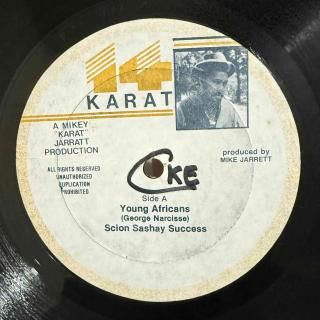 14
KARAT
A MIKEY
"KARAT"
JARRATT
PRODUCTION
produced by
MIKE JARRETT
ALL RIGHTS RESERVED
UNAUTHORIZED
DUPLICATION
PROHIBITED
CKE
Side A
Young Africans
(George Narcisse)
Scion Sashay Success